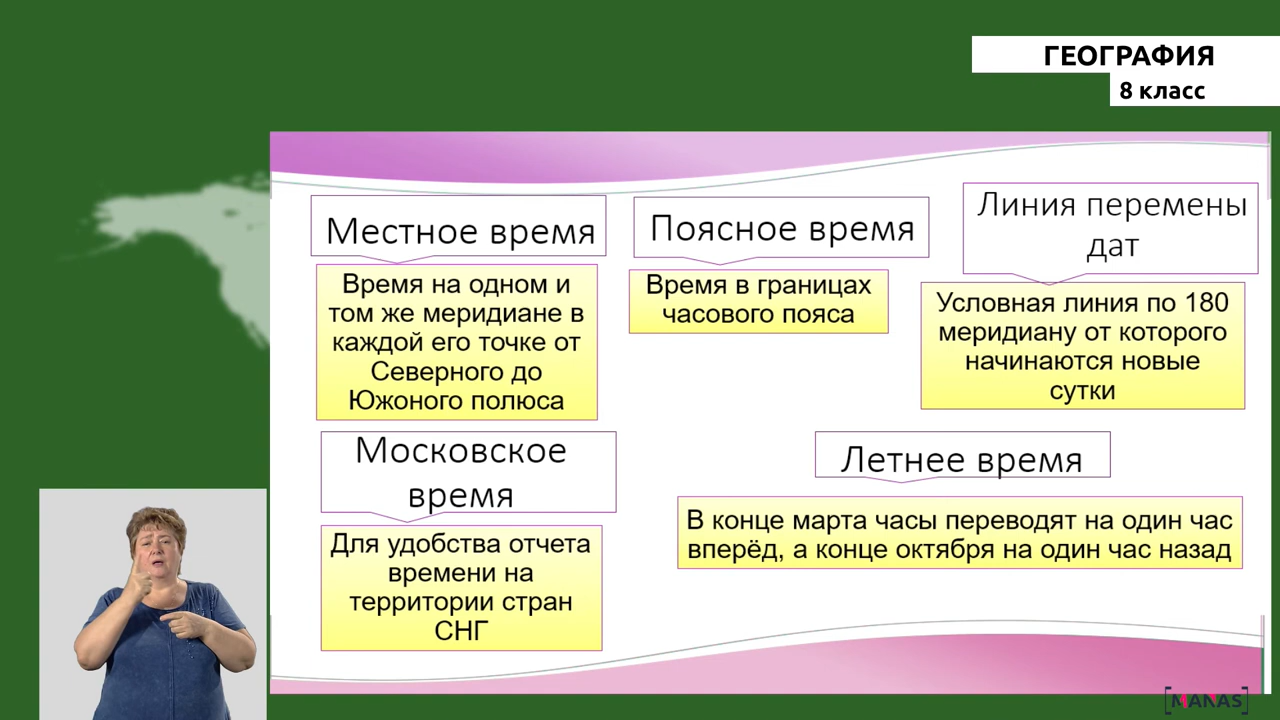 ГЕОГРАФИЯ
8 класс
Местное время
Время на одном и
том же меридиане в
каждой его точке от
Северного до
Южоного полюса
Поясное время
Время в границах
часового пояса
Линия перемены
дат
Условная линия по 180
меридиану от которого
начинаются новые
сутки
Московское
время
Для удобства отчета
времени на
территории стран
СНГ
Летнее время
В конце марта часы переводят на один час
вперёд, а конце октября на один час назад
[MANAS]